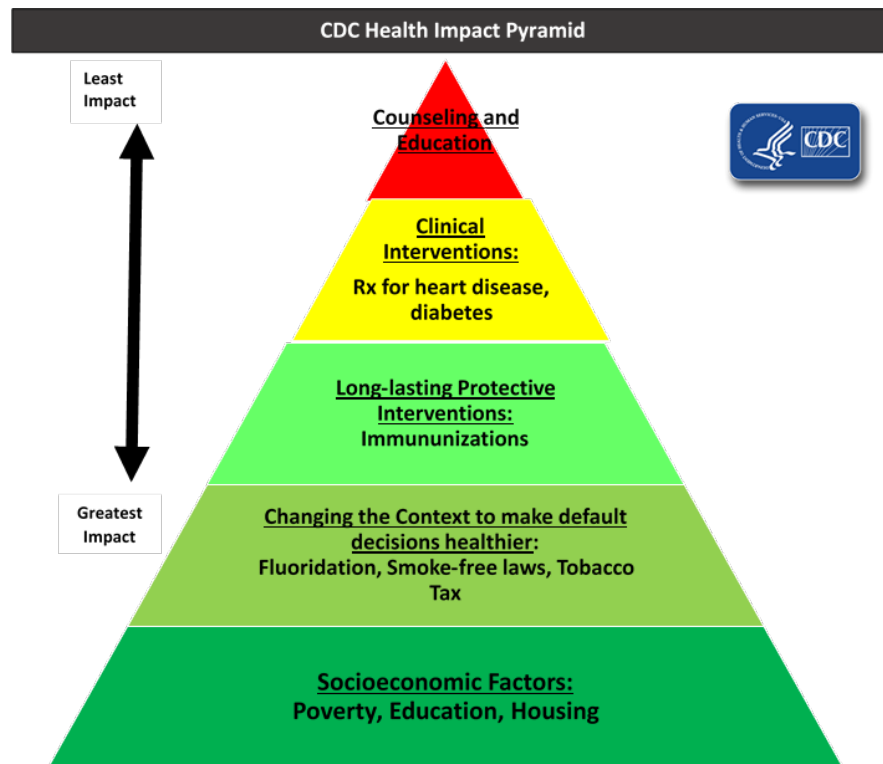 CDC Health Impact Pyramid
Least
Impact
Counseling and
Education
CDC
Clinical
Interventions:
Rx for heart disease,
diabetes
Long-lasting Protective
Interventions:
Immununizations
Greatest
Impact
Changing the Context to make default
decisions healthier:
Fluoridation, Smoke-free laws, Tobacco
Tax
Socioeconomic Factors:
Poverty, Education, Housing